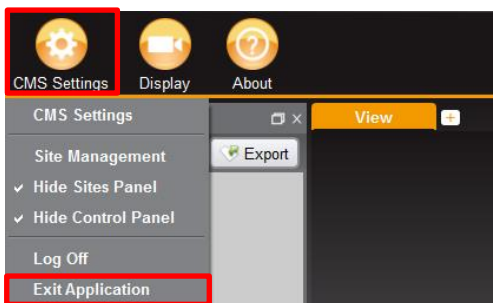 CMS Settings Display About
CMS Settings
View
Site Management
Export
Hide Sites Panel
Hide Control Panel
Log Off
Exit Application